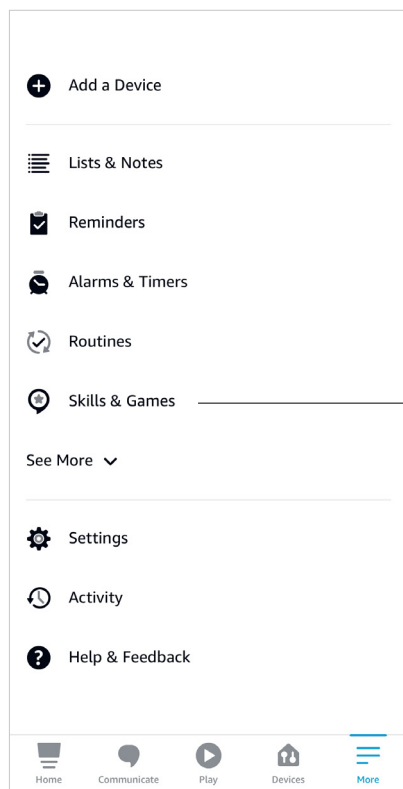 Add a Device
Lists & Notes
Reminders
Alarms & Timers
Routines
Skills & Games
See More
Settings
Activity
Help & Feedback
Home Communicate Play Devices More